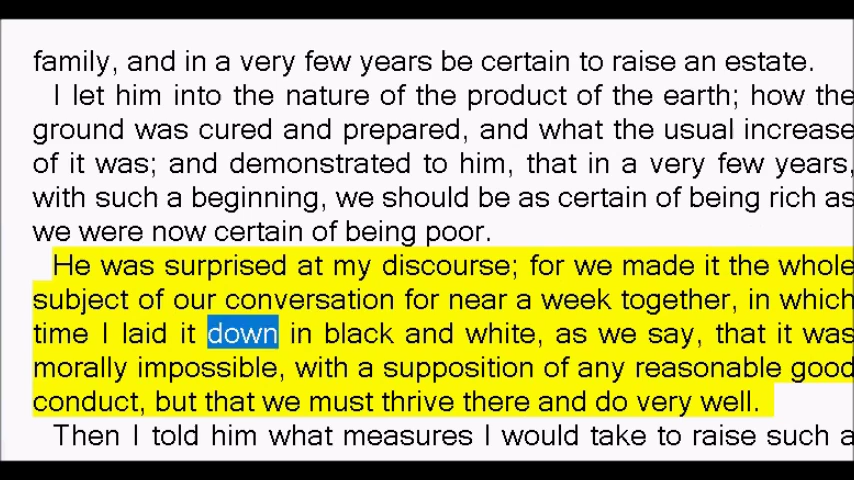 family, and in a very few years be certain to raise an estate.
I let him into the nature of the product of the earth; how the
ground was cured and prepared, and what the usual increase
of it was; and demonstrated to him, that in a very few years,
with such a beginning, we should be as certain of being rich as
we were now certain of being poor.
He was surprised at my discourse; for we made it the whole
subject of our conversation for near a week together, in which
time I laid it down in black and white, as we say, that it was
morally impossible, with a supposition of any reasonable good
conduct, but that we must thrive there and do very well.
Then I told him what measures I would take to raise such a